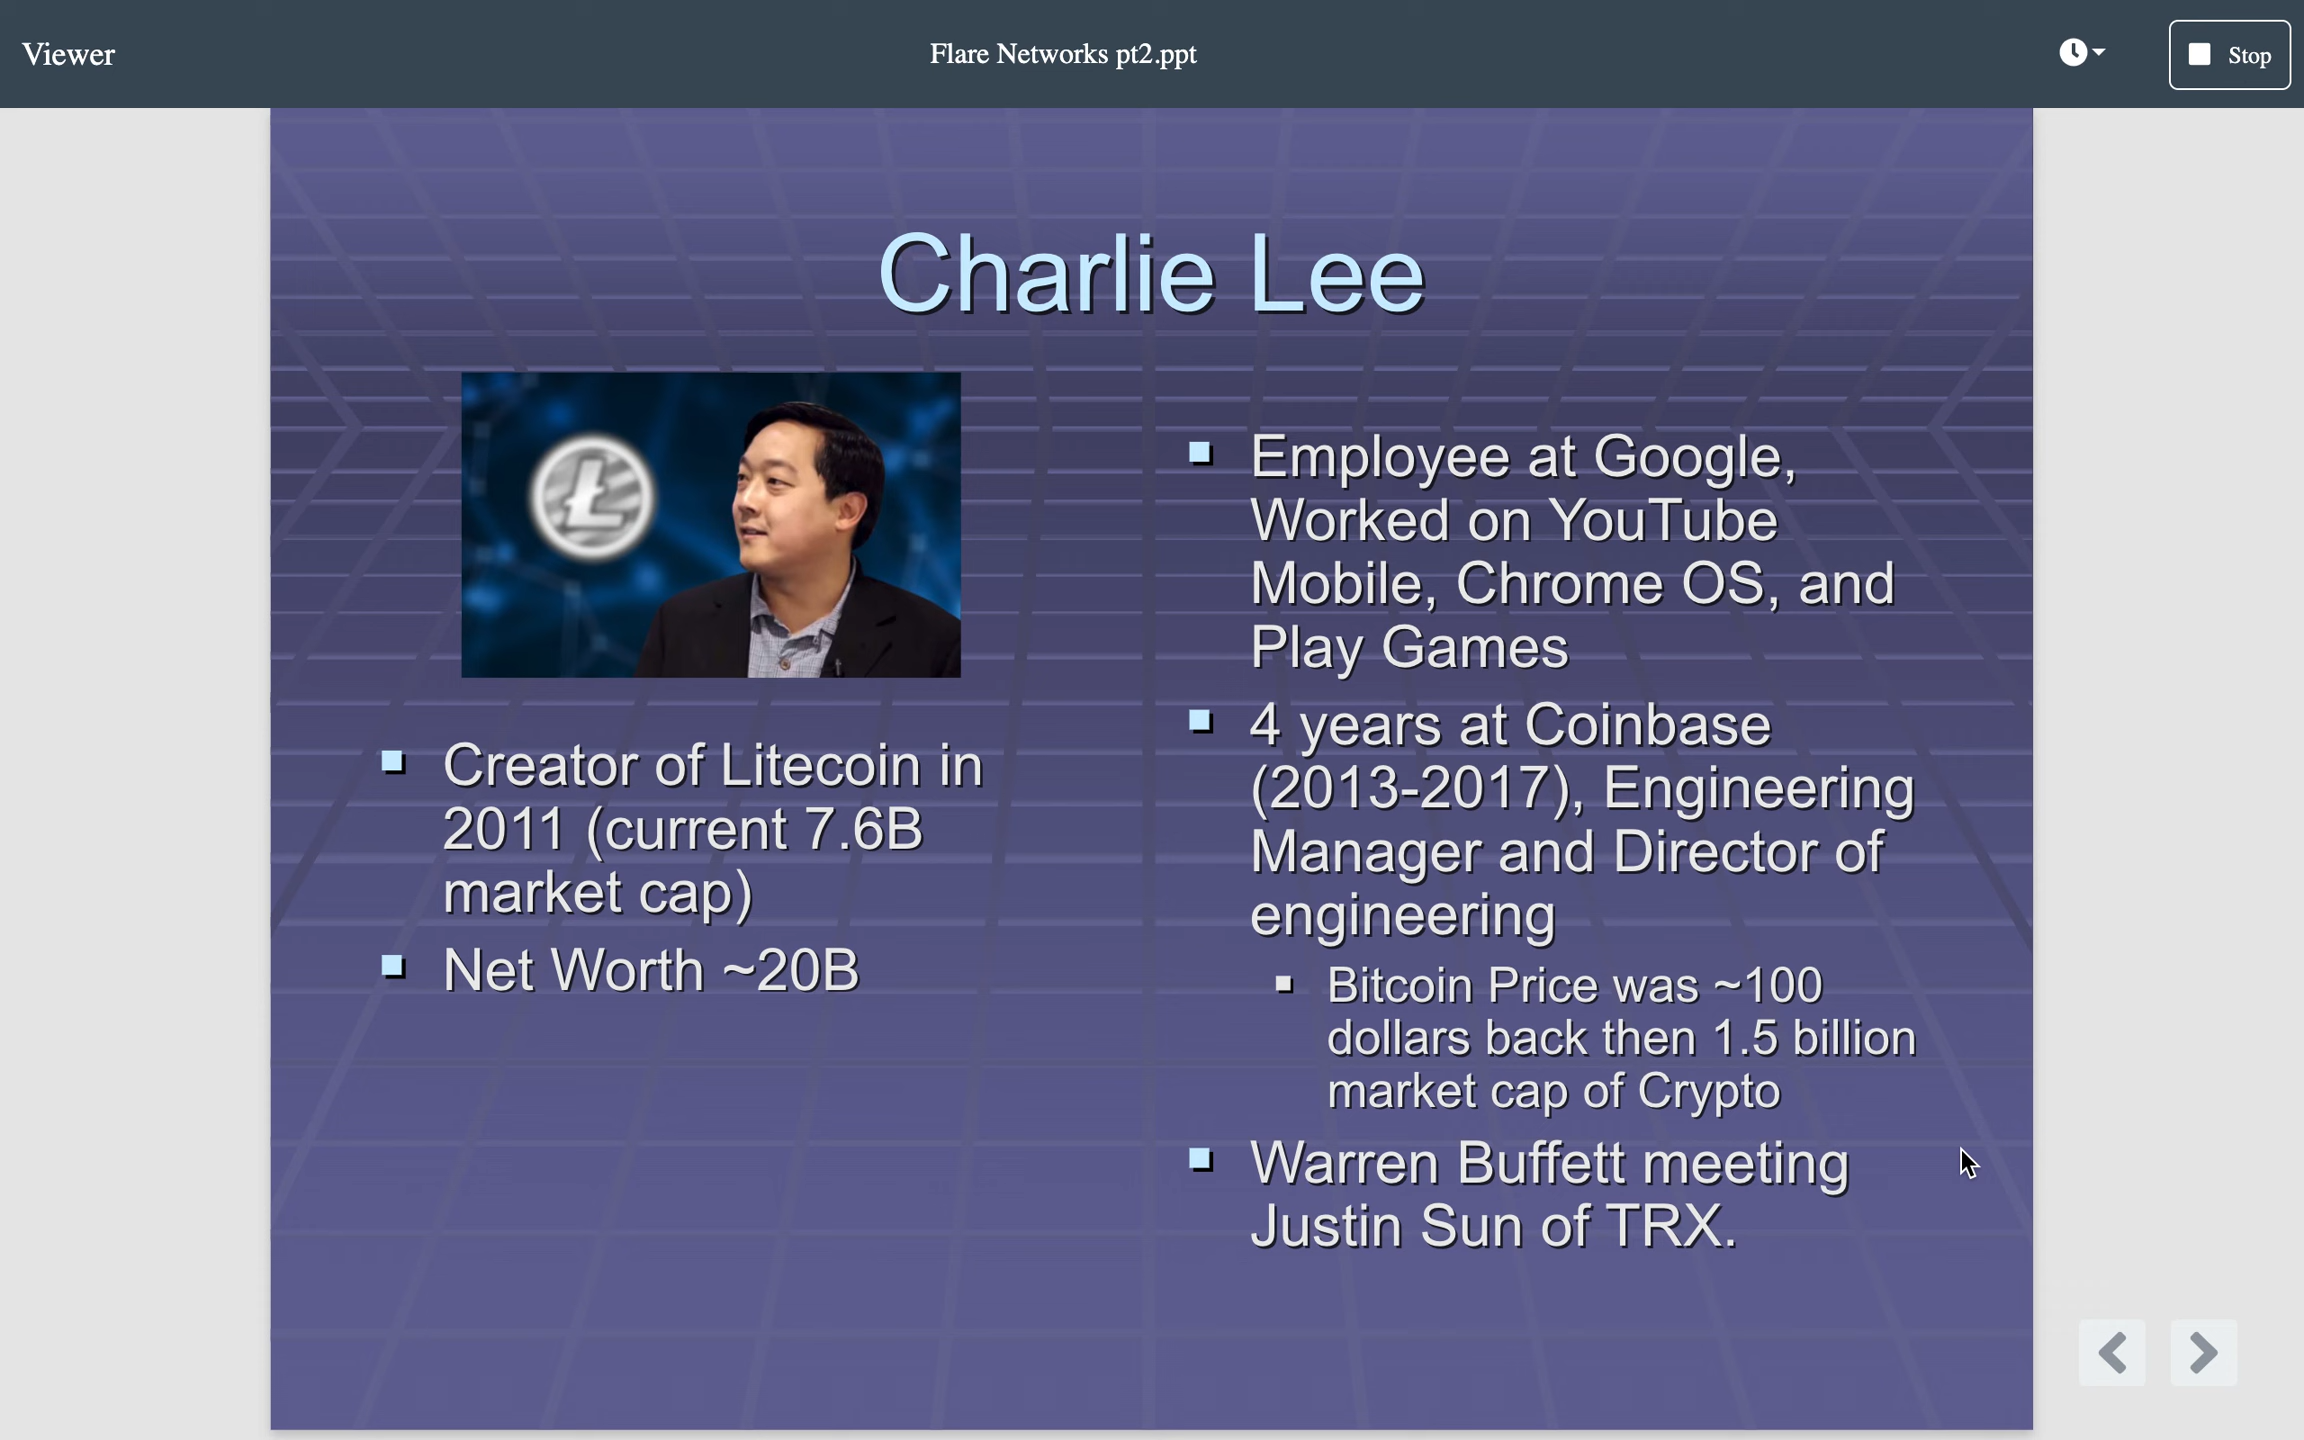 Viewer
Flare Networks pt2.ppt
Stop
Charlie Lee
Creator of Litecoin in
2011 (current 7.6B
market cap)
Net Worth ~20B
Employee at Google,
Worked on YouTube
Mobile, Chrome OS, and
Play Games
4 years at Coinbase
(2013-2017), Engineering
Manager and Director of
engineering
Bitcoin Price was ~100
dollars back then 1.5 billion
market cap of Crypto
Warren Buffett meeting
Justin Sun of TRX.